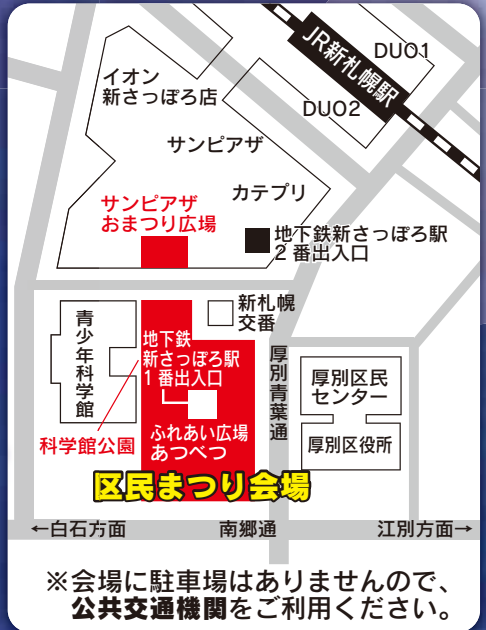 JR新札幌駅
DUO1
DUO2
イオン
新さっぽろ店
サンピアザ
カテプリ
サンピアザ
おまつり広場
地下鉄新さっぽろ駅
2番出入口
新札幌
交番
青少年科学館
地下鉄
新さっぽろ駅
1番出入口
厚別青葉通
厚別区民
センター
科学館公園
ふれあい広場
あつべつ
厚別区役所
区民まつり会場
←白石方面
南郷通
江別方面→
※会場に駐車場はありませんので、
公共交通機関をご利用ください。